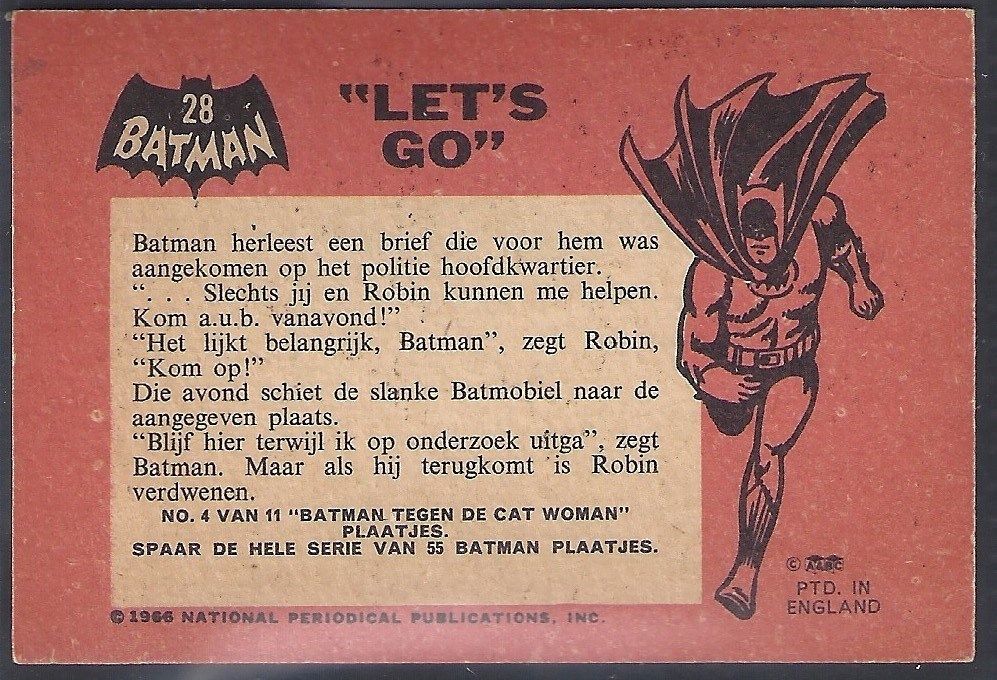 28
BATMAN
"LET'S
GO"
Batman herleest een brief die voor hem was
aangekomen op het politie hoofdkwartier.
“. . . Slechts jij en Robin kunnen me helpen.
Kom a.u.b. vanavond!”
“Het lijkt belangrijk, Batman”, zegt Robin,
“Kom op!”
Die avond schiet de slanke Batmobiel naar de
aangegeven plaats.
“Blijf hier terwijl ik op onderzoek uitga”, zegt
Batman. Maar als hij terugkomt is Robin
verdwenen.
NO. 4 VAN 11 "BATMAN TEGEN DE CAT WOMAN"
PLAATJES.
SPAAR DE HELE SERIE VAN 55 BATMAN PLAATJES.
© 1966 NATIONAL PERIODICAL PUBLICATIONS, INC.
© A&BC
PTD. IN
ENGLAND